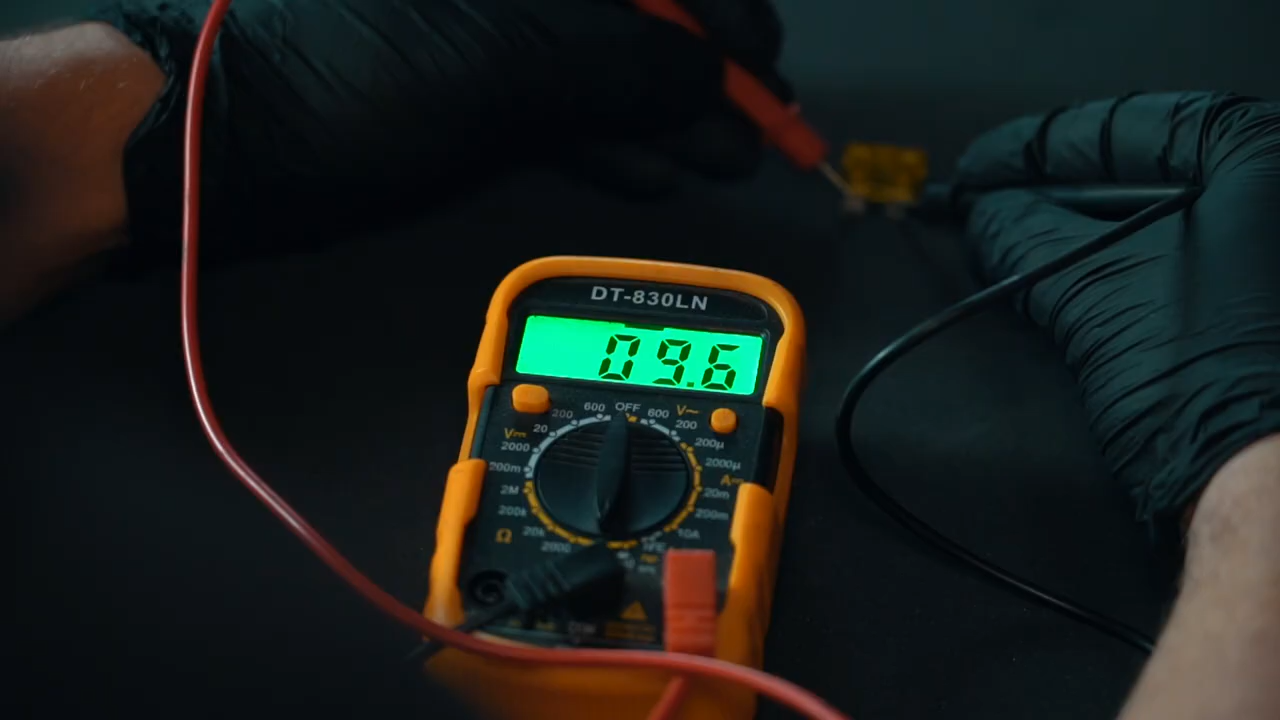 DT-830LN
09.6
OFF
600 600 V~
200 200
20 200µ
V⎓
2000 2000µ
200m A⎓
2M 20m
200k 200m
20k 10A
Ω
2000 hFE